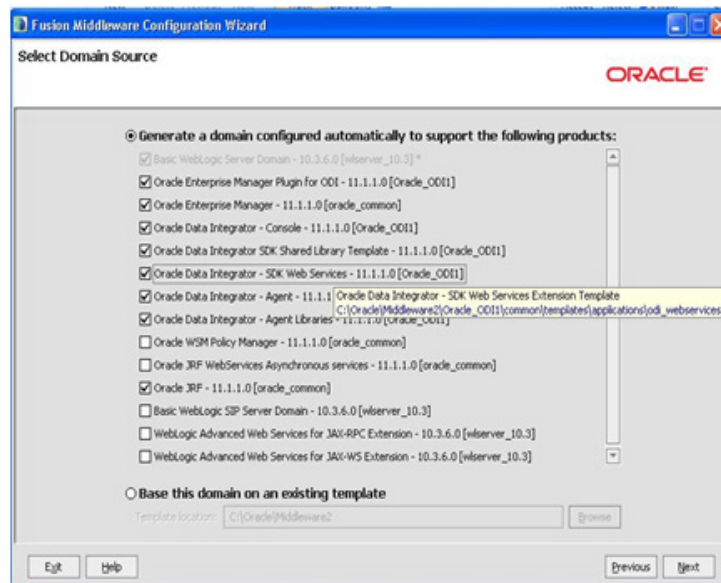 Fusion Middleware Configuration Wizard
Select Domain Source
ORACLE
Generate a domain configured automatically to support the following products:
Basic WebLogic Server Domain - 10.3.6.0 [wlserver_10.3] *
Oracle Enterprise Manager Plugin for ODI - 11.1.1.0 [Oracle_ODI1]
Oracle Enterprise Manager - 11.1.1.0 [oracle_common]
Oracle Data Integrator - Console - 11.1.1.0 [Oracle_ODI1]
Oracle Data Integrator SDK Shared Library Template - 11.1.1.0 [Oracle_ODI1]
Oracle Data Integrator - SDK Web Services - 11.1.1.0 [Oracle_ODI1]
Oracle Data Integrator - Agent - 11.1.1
Oracle Data Integrator - SDK Web Services Extension Template
C:\Oracle\Middleware2\Oracle_ODI1\common\templates\applications\odi_webservices
Oracle Data Integrator - Agent Libraries - 11.1.1.0 [Oracle_ODI1]
Oracle WSM Policy Manager - 11.1.1.0 [oracle_common]
Oracle JRF WebServices Asynchronous services - 11.1.1.0 [oracle_common]
Oracle JRF - 11.1.1.0 [oracle_common]
Basic WebLogic SIP Server Domain - 10.3.6.0 [wlserver_10.3]
WebLogic Advanced Web Services for JAX-RPC Extension - 10.3.6.0 [wlserver_10.3]
WebLogic Advanced Web Services for JAX-WS Extension - 10.3.6.0 [wlserver_10.3]
Base this domain on an existing template
Template location: C:\Oracle\Middleware2 Browse
Exit Help Previous Next